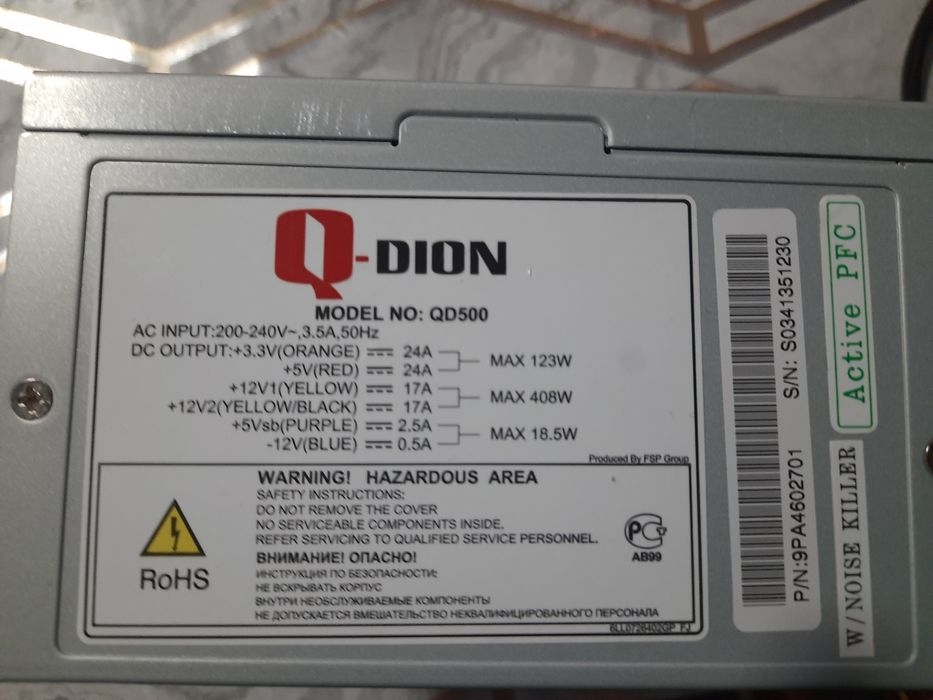 Q-DION
MODEL NO: QD500
AC INPUT:200-240V~,3.5A,50Hz
DC OUTPUT:+3.3V(ORANGE) 24A MAX 123W
+5V(RED) 24A
+12V1(YELLOW) 17A MAX 408W
+12V2(YELLOW/BLACK) 17A
+5Vsb(PURPLE) 2.5A MAX 18.5W
-12V(BLUE) 0.5A
Produced By FSP Group
WARNING! HAZARDOUS AREA
SAFETY INSTRUCTIONS:
DO NOT REMOVE THE COVER
NO SERVICEABLE COMPONENTS INSIDE.
REFER SERVICING TO QUALIFIED SERVICE PERSONNEL.
ВНИМАНИЕ! ОПАСНО!
ИНСТРУКЦИЯ ПО БЕЗОПАСНОСТИ:
НЕ ВСКРЫВАТЬ КОРПУС
ВНУТРИ НЕОБСЛУЖИВАЕМЫЕ КОМПОНЕНТЫ
НЕ ДОПУСКАЕТСЯ ВМЕШАТЕЛЬСТВО НЕКВАЛИФИЦИРОВАННОГО ПЕРСОНАЛА
RoHS
АВ99
P/N:9PA4602701 S/N: S0341351230
Active PFC
W/NOISE KILLER